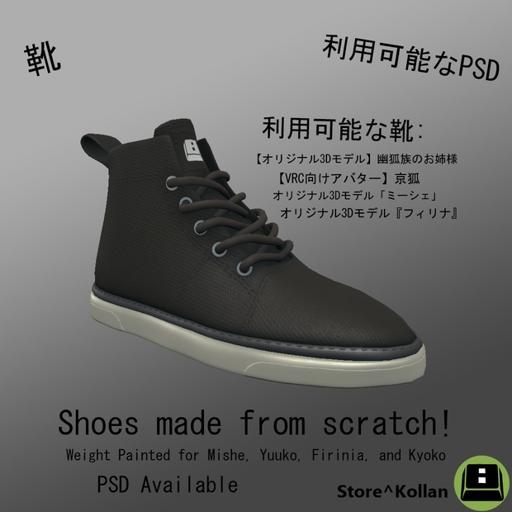 靴
利用可能なPSD
利用可能な靴:
【オリジナル3Dモデル】幽狐族のお姉様
【VRC向けアバター】京狐
オリジナル3Dモデル「ミーシェ」
オリジナル3Dモデル『フィリナ』
Shoes made from scratch!
Weight Painted for Mishe, Yuuko, Firinia, and Kyoko
PSD Available
Store^Kollan